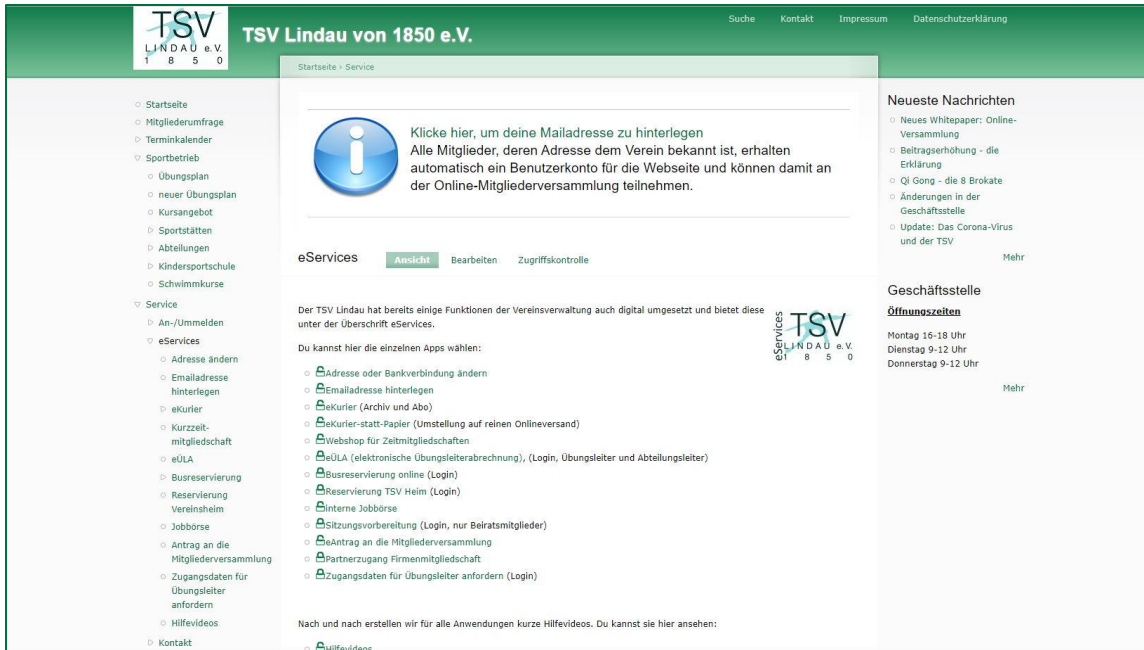 TSV
LINDAU e.V.
1 8 5 0
TSV Lindau von 1850 e.V.
Suche Kontakt Impressum Datenschutzerklärung
Startseite › Service
Startseite
Mitgliederumfrage
Terminkalender
Sportbetrieb
Übungsplan
neuer Übungsplan
Kursangebot
Sportstätten
Abteilungen
Kindersportschule
Schwimmkurse
Service
An-/Ummelden
eServices
Adresse ändern
Emailadresse
hinterlegen
eKurier
Kurzzeit-
mitgliedschaft
eÜLA
Busreservierung
Reservierung
Vereinsheim
Jobbörse
Antrag an die
Mitgliederversammlung
Zugangsdaten für
Übungsleiter
anfordern
Hilfevideos
Kontakt
Klicke hier, um deine Mailadresse zu hinterlegen
Alle Mitglieder, deren Adresse dem Verein bekannt ist, erhalten
automatisch ein Benutzerkonto für die Webseite und können damit an
der Online-Mitgliederversammlung teilnehmen.
eServices Ansicht Bearbeiten Zugriffskontrolle
Der TSV Lindau hat bereits einige Funktionen der Vereinsverwaltung auch digital umgesetzt und bietet diese
unter der Überschrift eServices.
eServices
TSV
LINDAU e.V.
1 8 5 0
Du kannst hier die einzelnen Apps wählen:
Adresse oder Bankverbindung ändern
Emailadresse hinterlegen
eKurier (Archiv und Abo)
eKurier-statt-Papier (Umstellung auf reinen Onlineversand)
Webshop für Zeitmitgliedschaften
eÜLA (elektronische Übungsleiterabrechnung), (Login, Übungsleiter und Abteilungsleiter)
Busreservierung online (Login)
Reservierung TSV Heim (Login)
interne Jobbörse
Sitzungsvorbereitung (Login, nur Beiratsmitglieder)
eAntrag an die Mitgliederversammlung
Partnerzugang Firmenmitgliedschaft
Zugangsdaten für Übungsleiter anfordern (Login)
Nach und nach erstellen wir für alle Anwendungen kurze Hilfevideos. Du kannst sie hier ansehen:
Hilfevideos
Neueste Nachrichten
Neues Whitepaper: Online-
Versammlung
Beitragserhöhung - die
Erklärung
Qi Gong - die 8 Brokate
Änderungen in der
Geschäftsstelle
Update: Das Corona-Virus
und der TSV
Mehr
Geschäftsstelle
Öffnungszeiten
Montag 16-18 Uhr
Dienstag 9-12 Uhr
Donnerstag 9-12 Uhr
Mehr